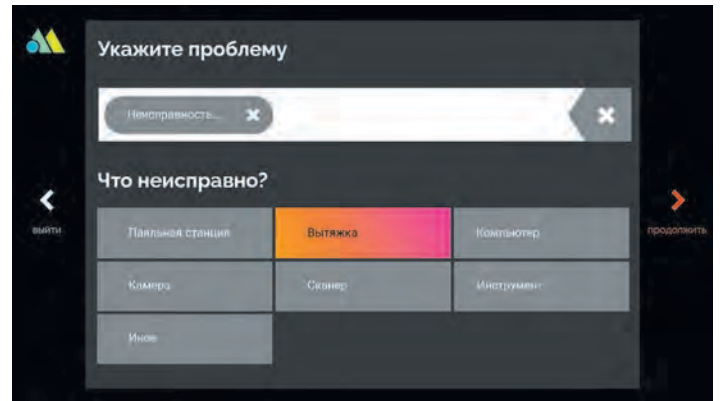 Укажите проблему
Неисправность...
Что неисправно?
выйти
Паяльная станция
Вытяжка
Компьютер
продолжить
Камера
Сканер
Инструмент
Иное